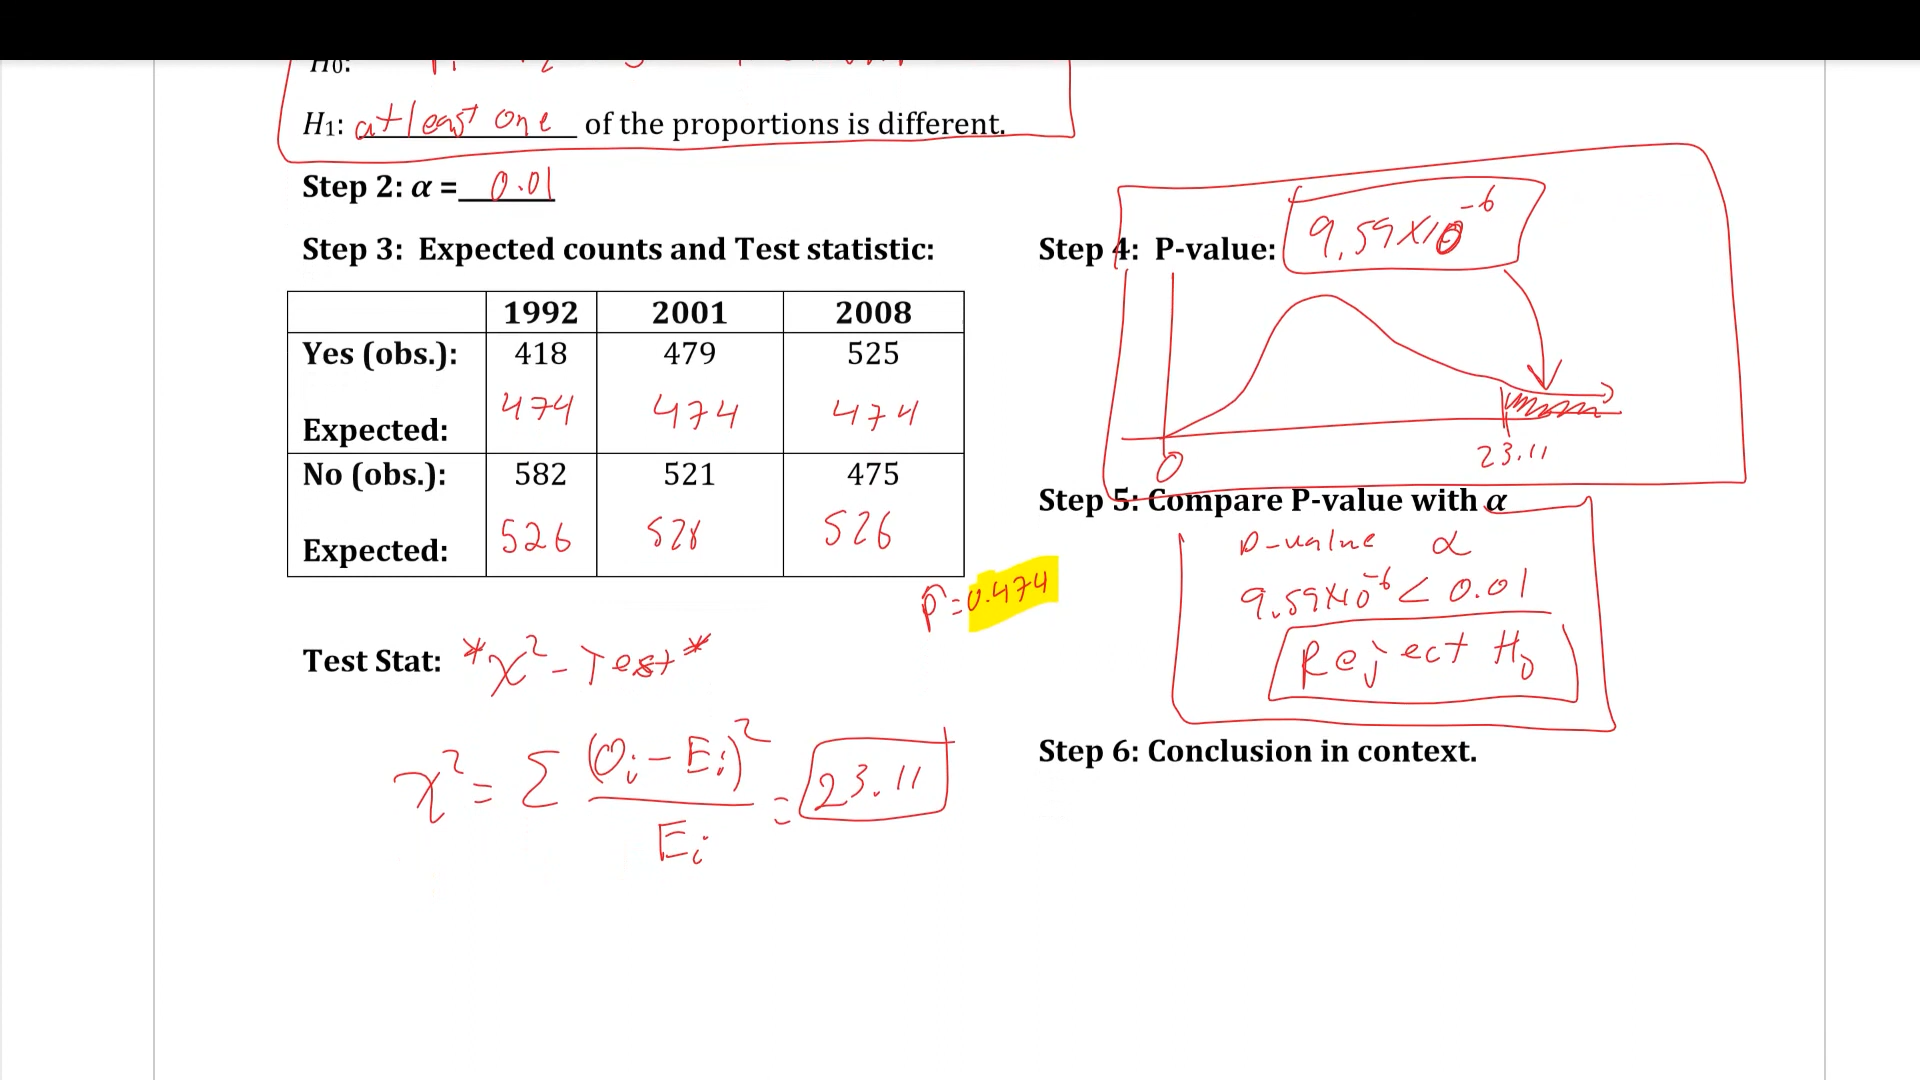 H0:
H1: at least one of the proportions is different.
Step 2: α = 0.01
Step 3: Expected counts and Test statistic:
1992 2001 2008
Yes (obs.): 418 479 525
Expected: 474 474 474
No (obs.): 582 521 475
Expected: 526 526 526
p̂ = 0.474
Test Stat: *χ² - Test*
χ² = Σ (Oi - Ei)² / Ei = 23.11
Step 4: P-value: 9.59×10⁻⁶
0 23.11
Step 5: Compare P-value with α
p-value α
9.59×10⁻⁶ < 0.01
Reject H0
Step 6: Conclusion in context.